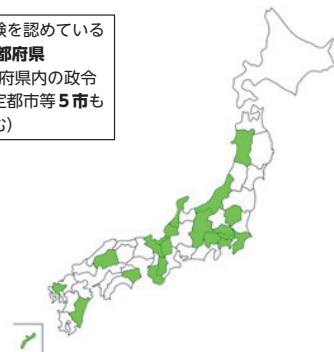 険を認めている
都府県
府県内の政令
定都市等5市も
む)